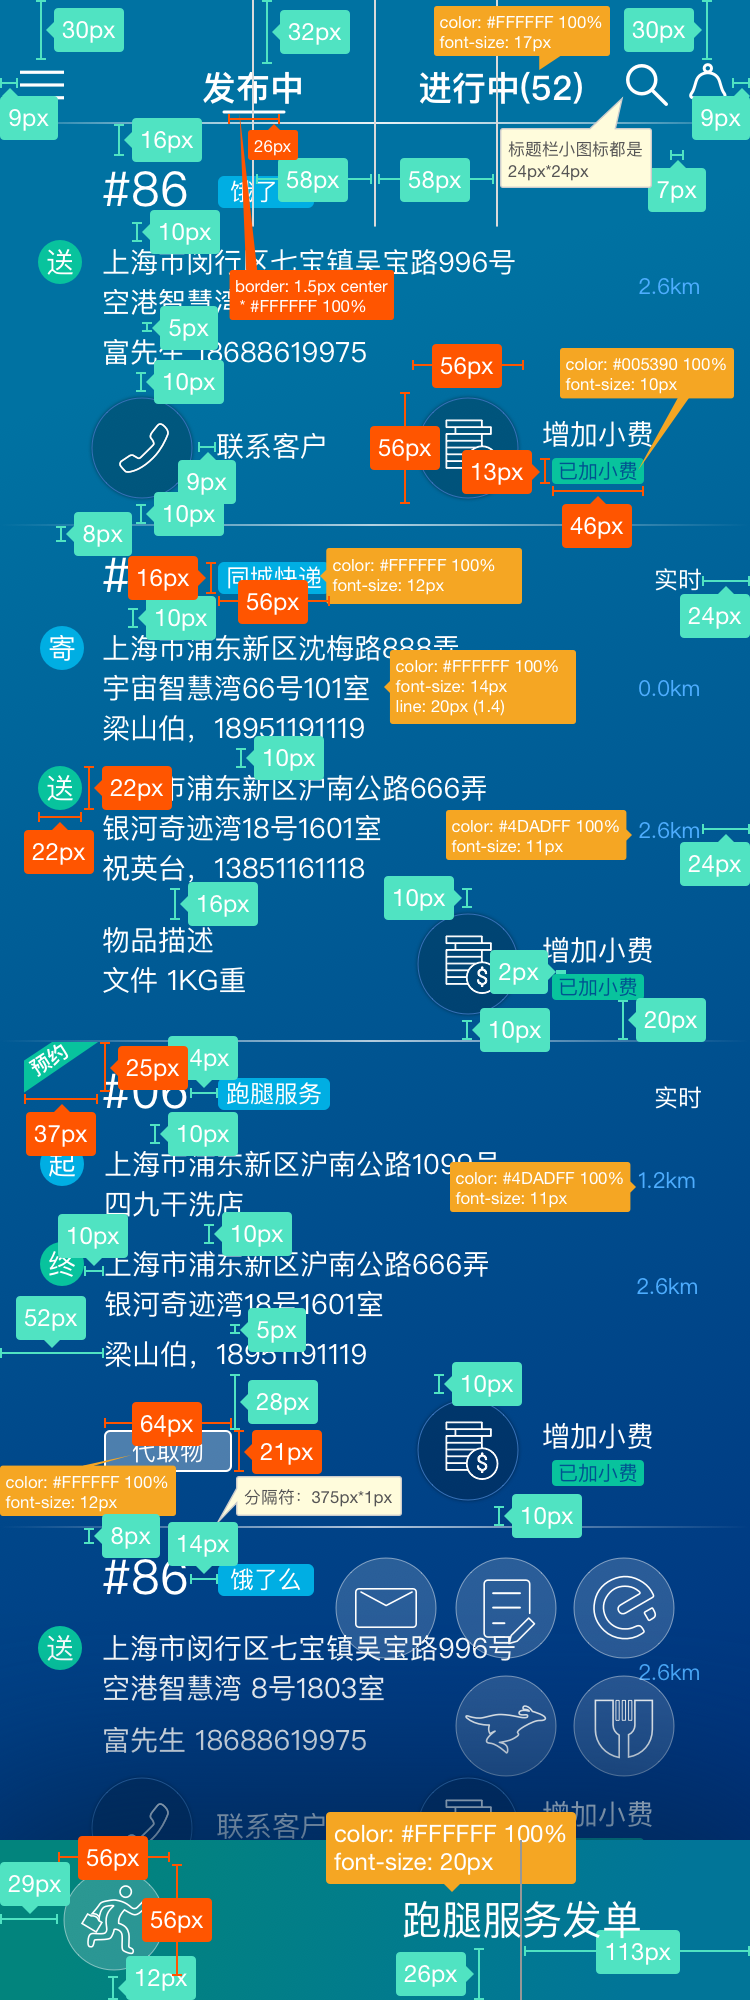 30px
32px
color: #FFFFFF 100%
font-size: 17px
30px
发布中
进行中(52)
9px
9px
16px
26px
标题栏小图标都是
24px*24px
#86
饿了
58px
58px
7px
10px
送
上海市闵行区七宝镇吴宝路996号
空港智慧湾
2.6km
border: 1.5px center
* #FFFFFF 100%
5px
富先生 18688619975
10px
56px
color: #005390 100%
font-size: 10px
联系客户
56px
增加小费
13px
已加小费
9px
10px
46px
8px
#
16px
同城快递
color: #FFFFFF 100%
font-size: 12px
实时
56px
10px
24px
寄
上海市浦东新区沈梅路888弄
宇宙智慧湾66号101室
color: #FFFFFF 100%
font-size: 14px
line: 20px (1.4)
0.0km
梁山伯，18951191119
10px
送
22px
市浦东新区沪南公路666弄
银河奇迹湾18号1601室
color: #4DADFF 100%
font-size: 11px
2.6km
22px
祝英台，13851161118
24px
16px
10px
物品描述
文件 1KG重
增加小费
2px
已加小费
10px
20px
预约
25px
4px
#06
跑腿服务
实时
37px
10px
起
上海市浦东新区沪南公路1099号
四九干洗店
color: #4DADFF 100%
font-size: 11px
1.2km
10px
10px
终
上海市浦东新区沪南公路666弄
银河奇迹湾18号1601室
2.6km
52px
5px
梁山伯，18951191119
10px
28px
64px
代取物
21px
增加小费
已加小费
color: #FFFFFF 100%
font-size: 12px
分隔符：375px*1px
10px
8px
14px
#86
饿了么
送
上海市闵行区七宝镇吴宝路996号
空港智慧湾 8号1803室
2.6km
富先生 18688619975
联系客户
增加小费
color: #FFFFFF 100%
font-size: 20px
56px
29px
56px
跑腿服务发单
113px
12px
26px